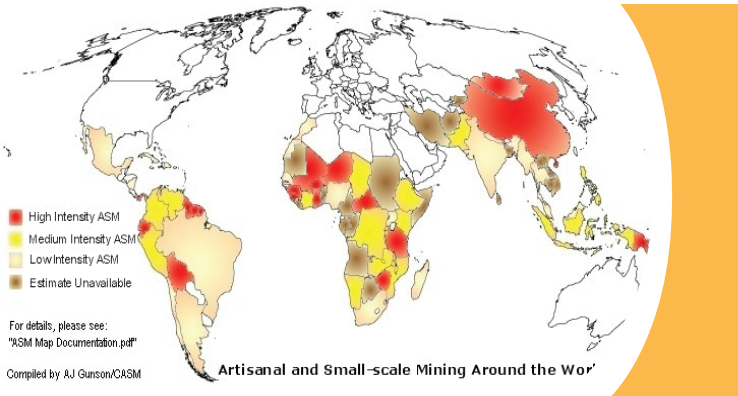 High Intensity ASM
Medium Intensity ASM
Low Intensity ASM
Estimate Unavailable
For details, please see:
"ASM Map Documentation.pdf"
Compiled by AJ Gunson/CASM
Artisanal and Small-scale Mining Around the Wor